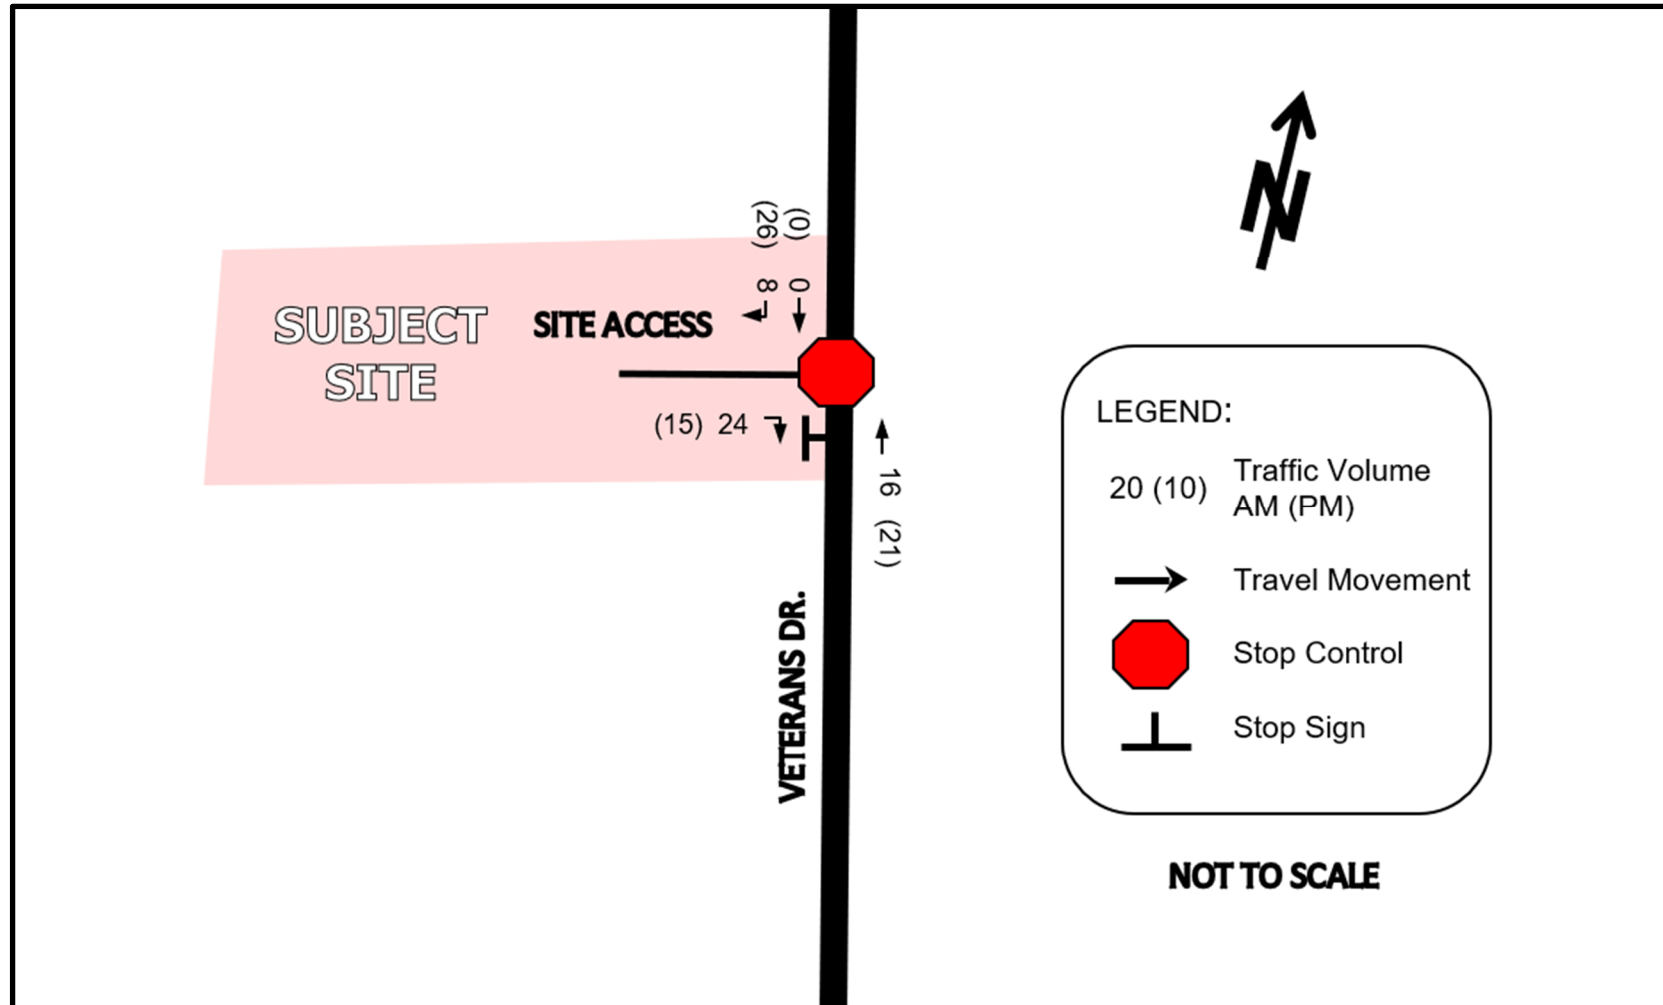 (26) (0)
8 0
SUBJECT
SITE
SITE ACCESS
(15) 24
16 (21)
VETERANS DR.
N
LEGEND:
20 (10)
Traffic Volume
AM (PM)
Travel Movement
Stop Control
Stop Sign
NOT TO SCALE